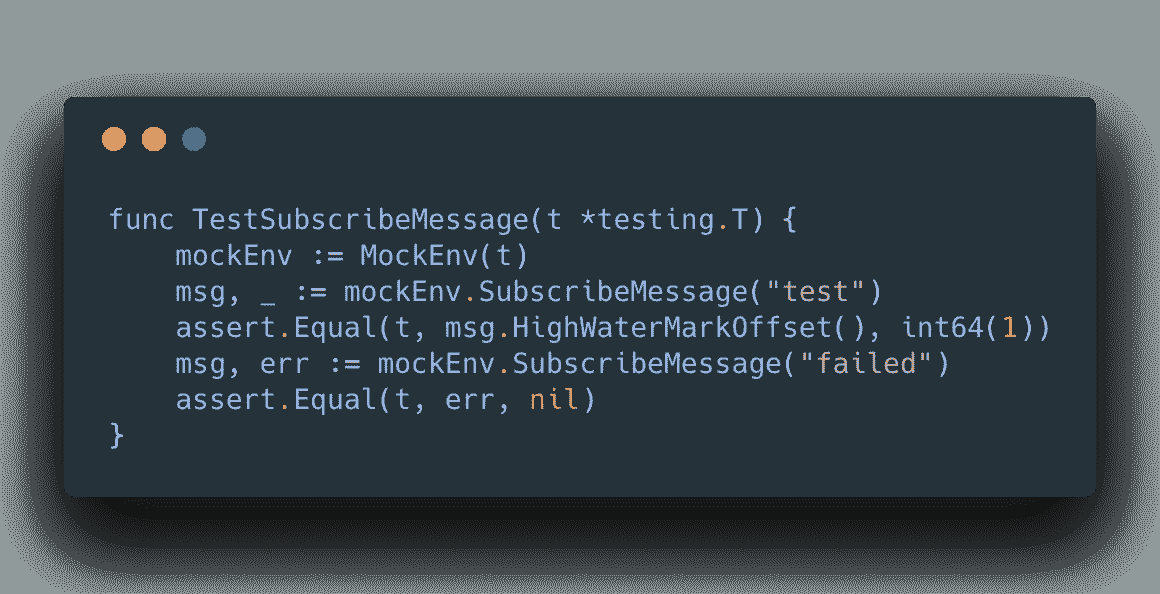 func TestSubscribeMessage(t *testing.T) {
    mockEnv := MockEnv(t)
    msg, _ := mockEnv.SubscribeMessage("test")
    assert.Equal(t, msg.HighWaterMarkOffset(), int64(1))
    msg, err := mockEnv.SubscribeMessage("failed")
    assert.Equal(t, err, nil)
}